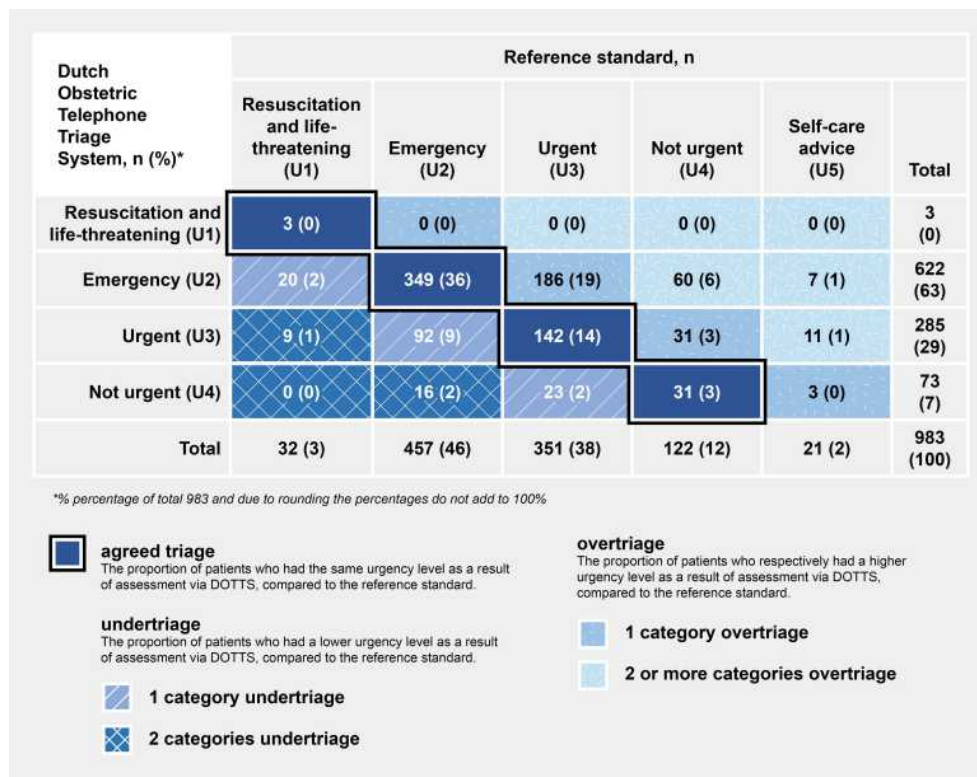 Dutch
Obstetric
Telephone
Triage
System, n (%)*
Reference standard, n
Resuscitation
and life-
threatening
(U1)
Emergency
(U2)
Urgent
(U3)
Not urgent
(U4)
Self-care
advice
(U5)
Total
Resuscitation and
life-threatening (U1)
3 (0)
0 (0)
0 (0)
0 (0)
0 (0)
3
(0)
Emergency (U2)
20 (2)
349 (36)
186 (19)
60 (6)
7 (1)
622
(63)
Urgent (U3)
9 (1)
92 (9)
142 (14)
31 (3)
11 (1)
285
(29)
Not urgent (U4)
0 (0)
16 (2)
23 (2)
31 (3)
3 (0)
73
(7)
Total
32 (3)
457 (46)
351 (38)
122 (12)
21 (2)
983
(100)
*% percentage of total 983 and due to rounding the percentages do not add to 100%
agreed triage
The proportion of patients who had the same urgency level as a result
of assessment via DOTTS, compared to the reference standard.
undertriage
The proportion of patients who had a lower urgency level as a result
of assessment via DOTTS, compared to the reference standard.
1 category undertriage
2 categories undertriage
overtriage
The proportion of patients who respectively had a higher
urgency level as a result of assessment via DOTTS,
compared to the reference standard.
1 category overtriage
2 or more categories overtriage